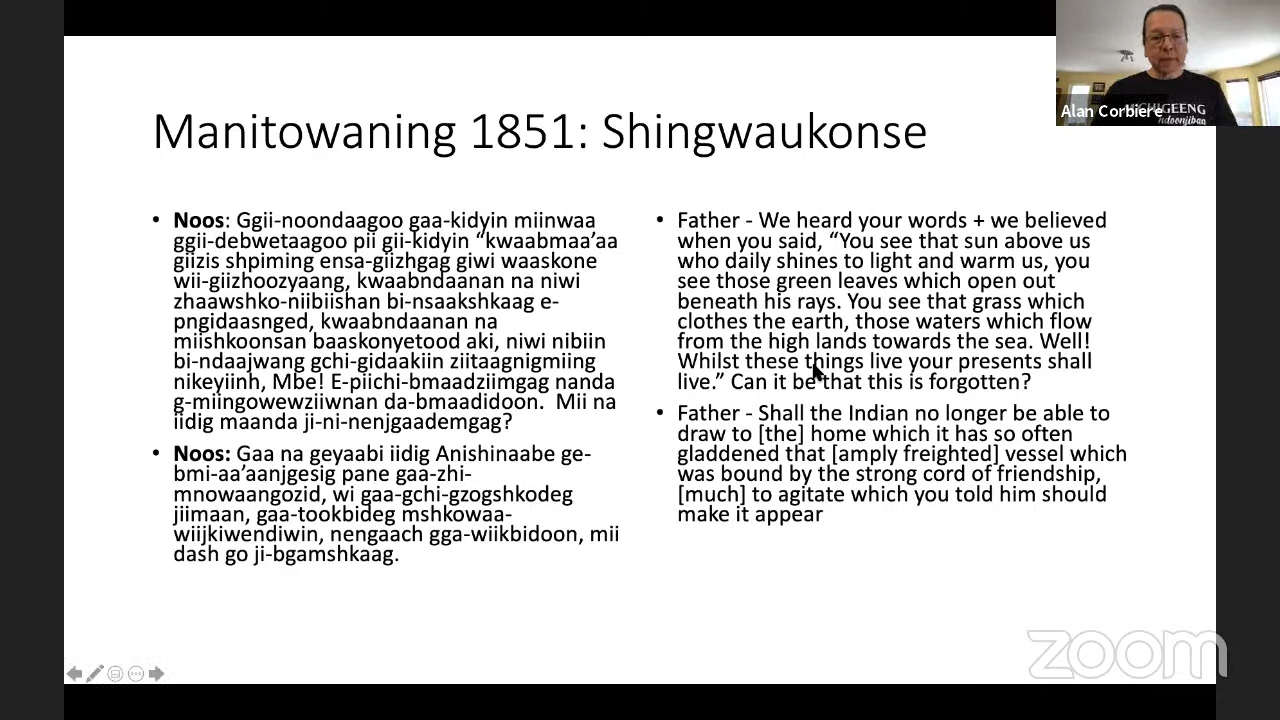 Manitowaning 1851: Shingwaukonse
• Noos: Ggii-noondaagoo gaa-kidyin miinwaa
ggii-debwetaagoo pii gii-kidyin “kwaabmaa’aa
giizis shpiming ensa-giizhgag giwi waaskone
wii-giizhoozyaang, kwaabndaanan na niwi
zhaawshko-niibiishan bi-nsaakshkaag e-
pngidaasnged, kwaabndaanan na
miishkoonsan baaskonyetood aki, niwi nibiin
bi-ndaajwang gchi-gidaakiin ziitaagnigmiing
nikeyiinh, Mbe! E-piichi-bmaadziimgag nanda
g-miingowewziiwnan da-bmaadidoon. Mii na
iidig maanda ji-ni-nenjgaademgag?
• Noos: Gaa na geyaabi iidig Anishinaabe ge-
bmi-aa’aanjgesig pane gaa-zhi-
mnowaangozid, wi gaa-gchi-gzogshkodeg
jiimaan, gaa-tookbideg mshkowaa-
wiijkiwendiwin, nengaach gga-wiikbidoon, mii
dash go ji-bgamshkaag.
• Father - We heard your words + we believed
when you said, “You see that sun above us
who daily shines to light and warm us, you
see those green leaves which open out
beneath his rays. You see that grass which
clothes the earth, those waters which flow
from the high lands towards the sea. Well!
Whilst these things live your presents shall
live.” Can it be that this is forgotten?
• Father - Shall the Indian no longer be able to
draw to [the] home which it has so often
gladdened that [amply freighted] vessel which
was bound by the strong cord of friendship,
[much] to agitate which you told him should
make it appear
Alan Corbiere
zoom